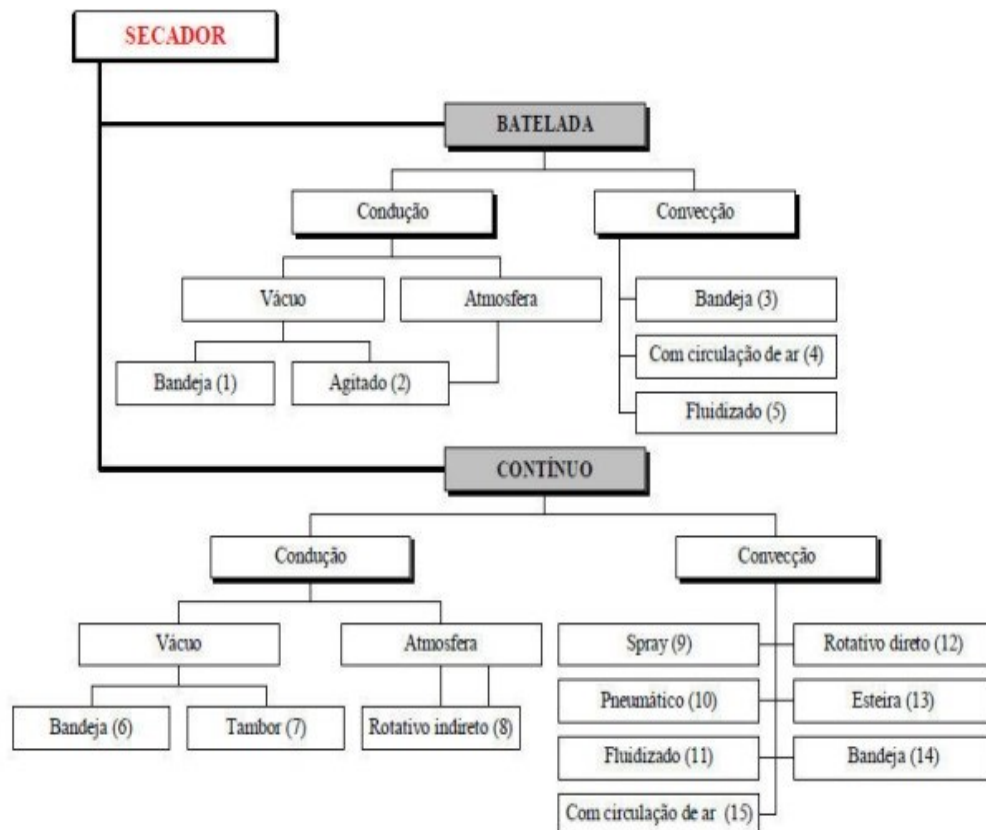 SECADOR
BATELADA
Condução
Convecção
Vácuo
Atmosfera
Bandeja (3)
Com circulação de ar (4)
Bandeja (1)
Agitado (2)
Fluidizado (5)
CONTÍNUO
Condução
Convecção
Vácuo
Atmosfera
Spray (9)
Rotativo direto (12)
Bandeja (6)
Tambor (7)
Rotativo indireto (8)
Pneumático (10)
Esteira (13)
Fluidizado (11)
Bandeja (14)
Com circulação de ar (15)